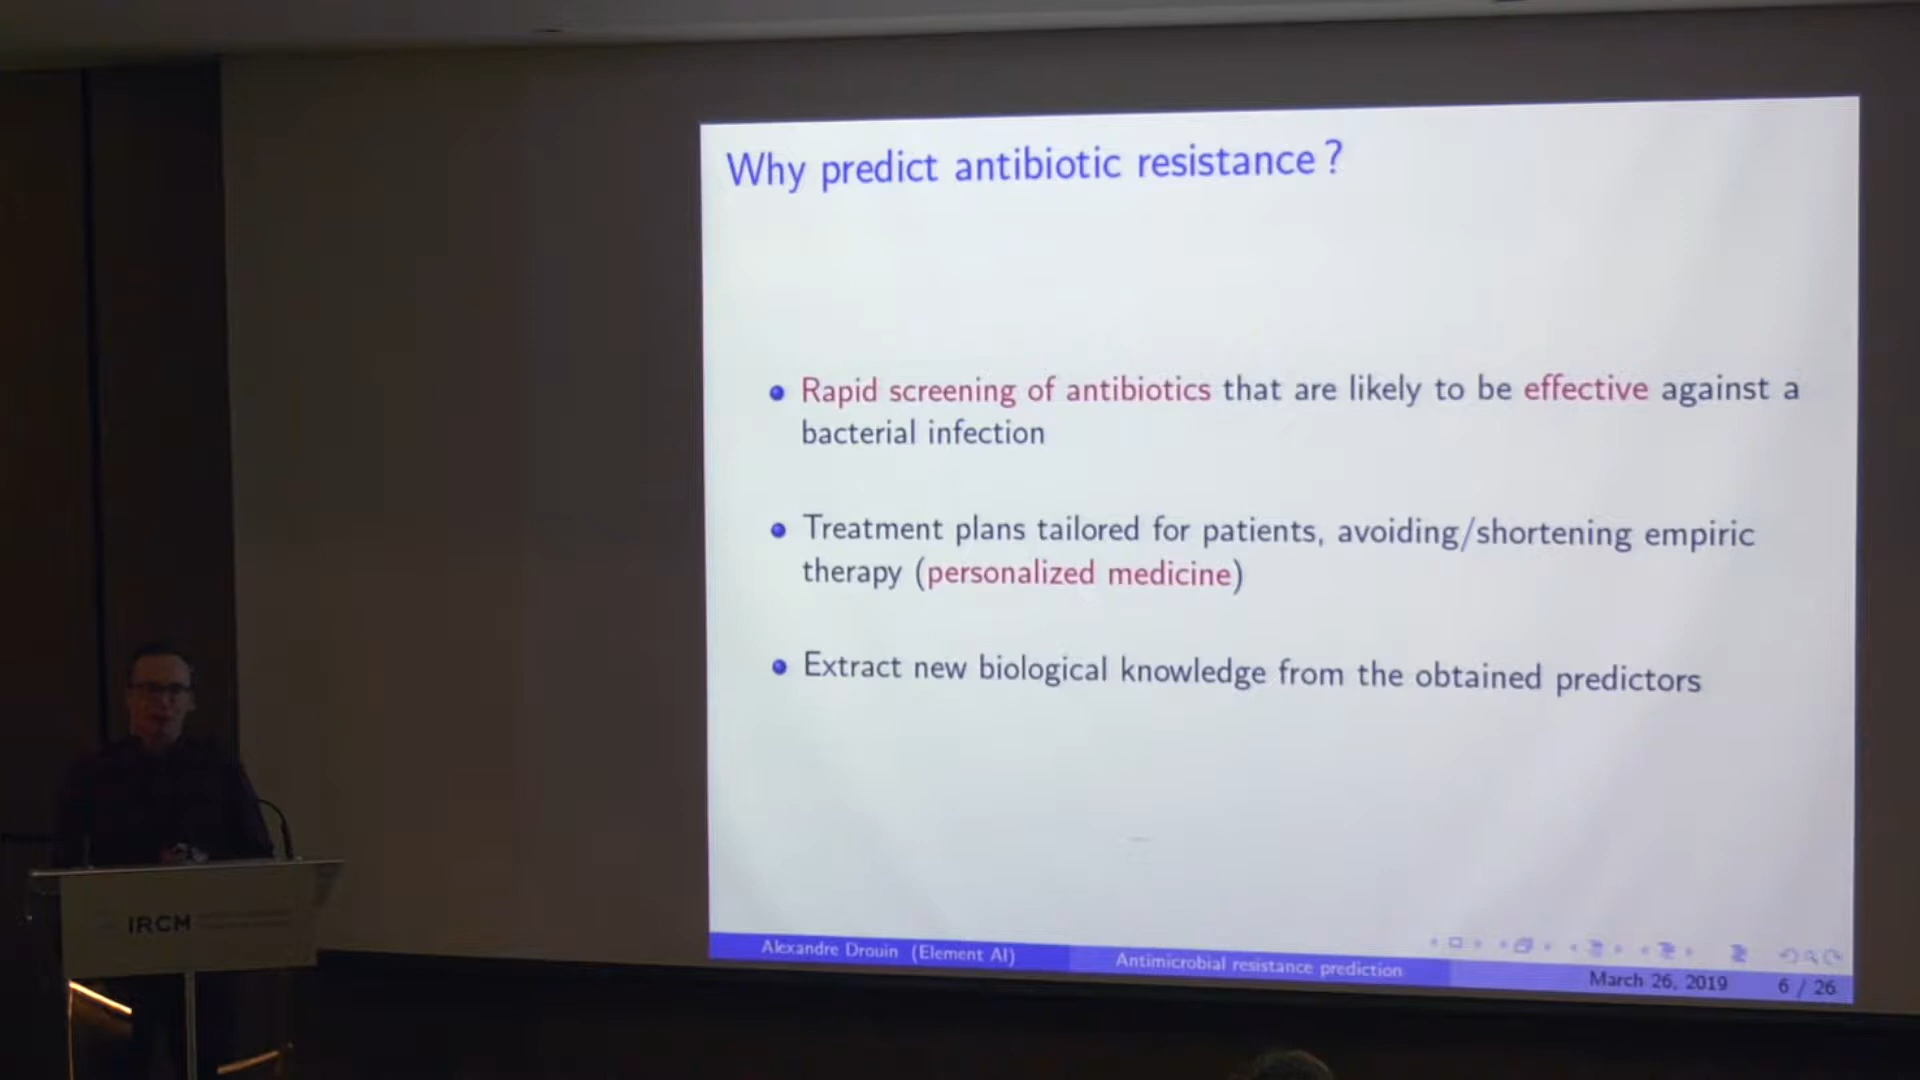 Why predict antibiotic resistance ?
Rapid screening of antibiotics that are likely to be effective against a
bacterial infection
Treatment plans tailored for patients, avoiding/shortening empiric
therapy (personalized medicine)
Extract new biological knowledge from the obtained predictors
Alexandre Drouin (Element AI)
Antimicrobial resistance prediction
March 26, 2019
6 / 26
IRCM